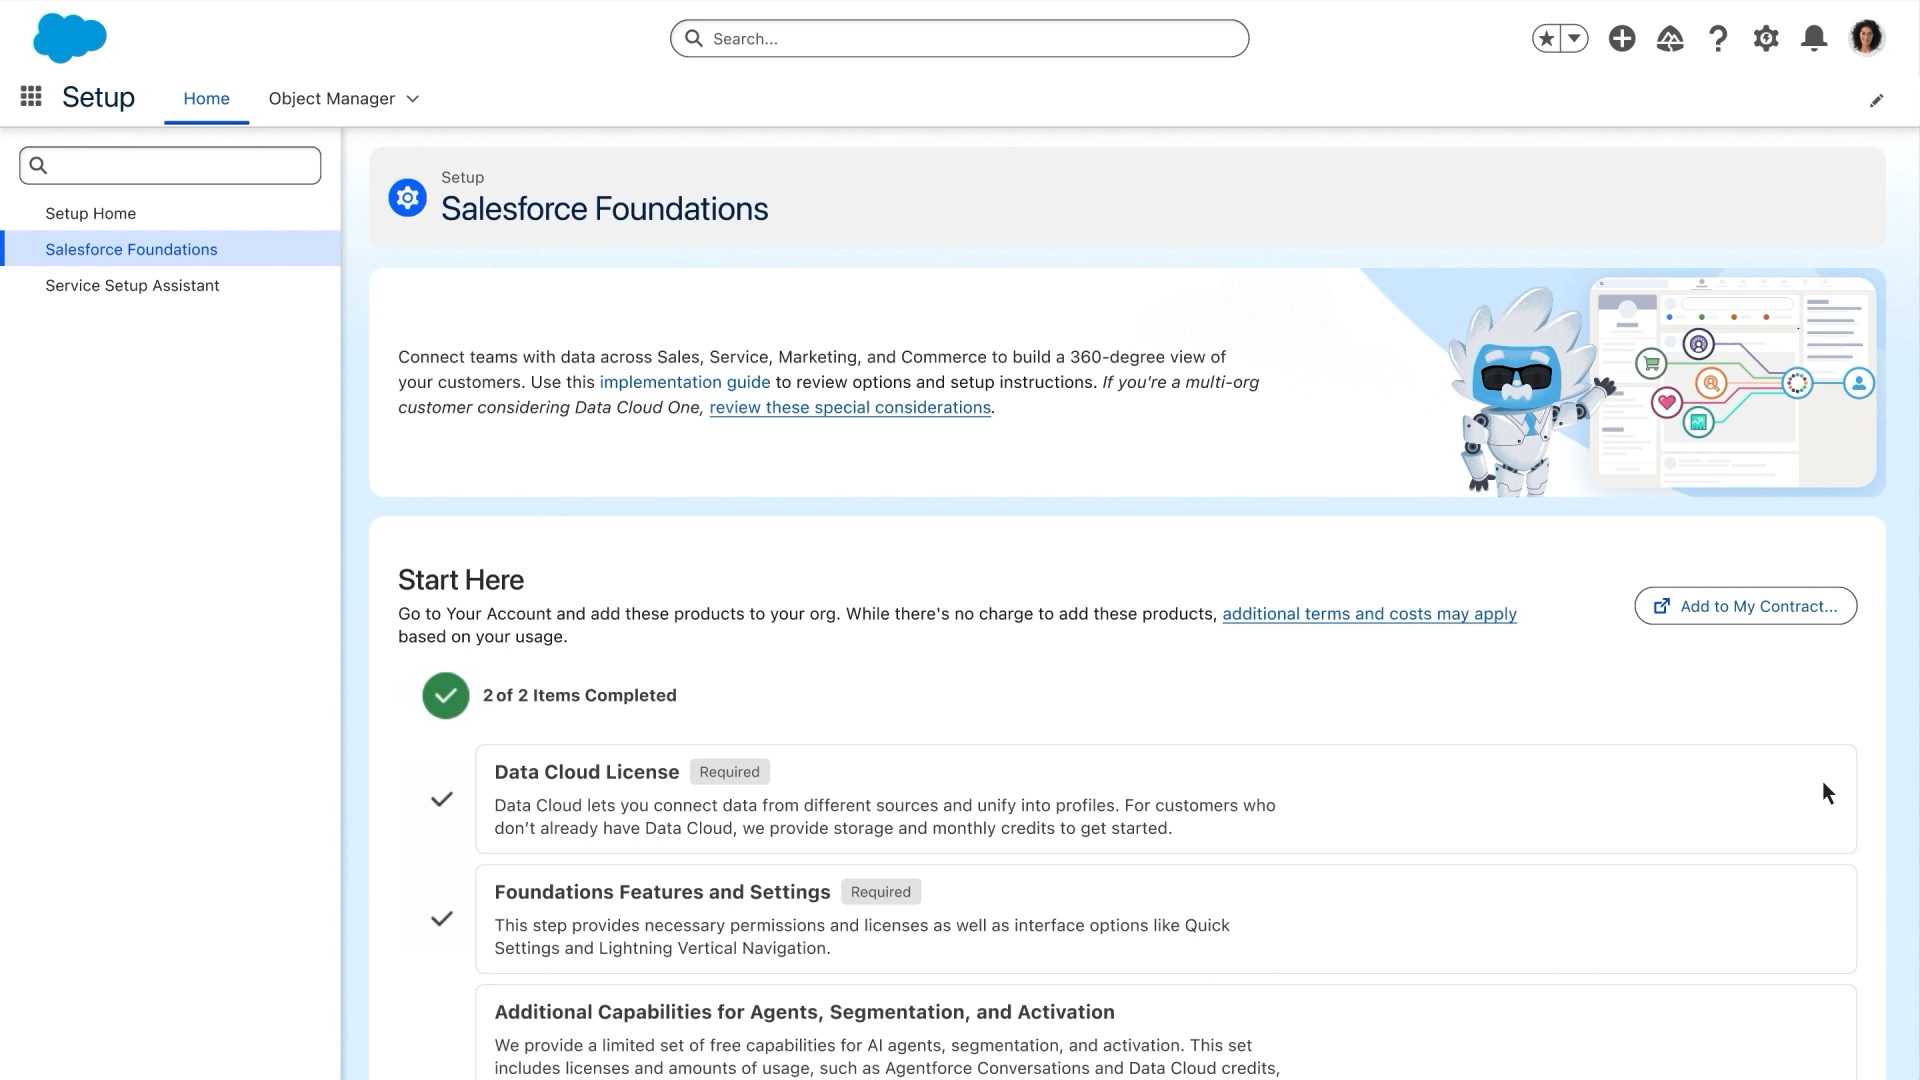 Search...
Setup
Home
Object Manager
Setup Home
Salesforce Foundations
Service Setup Assistant
Setup
Salesforce Foundations
Connect teams with data across Sales, Service, Marketing, and Commerce to build a 360-degree view of
your customers. Use this implementation guide to review options and setup instructions. If you're a multi-org
customer considering Data Cloud One, review these special considerations.
Start Here
Go to Your Account and add these products to your org. While there's no charge to add these products, additional terms and costs may apply
based on your usage.
Add to My Contract...
2 of 2 Items Completed
Data Cloud License Required
Data Cloud lets you connect data from different sources and unify into profiles. For customers who
don’t already have Data Cloud, we provide storage and monthly credits to get started.
Foundations Features and Settings Required
This step provides necessary permissions and licenses as well as interface options like Quick
Settings and Lightning Vertical Navigation.
Additional Capabilities for Agents, Segmentation, and Activation
We provide a limited set of free capabilities for AI agents, segmentation, and activation. This set
includes licenses and amounts of usage, such as Agentforce Conversations and Data Cloud credits,